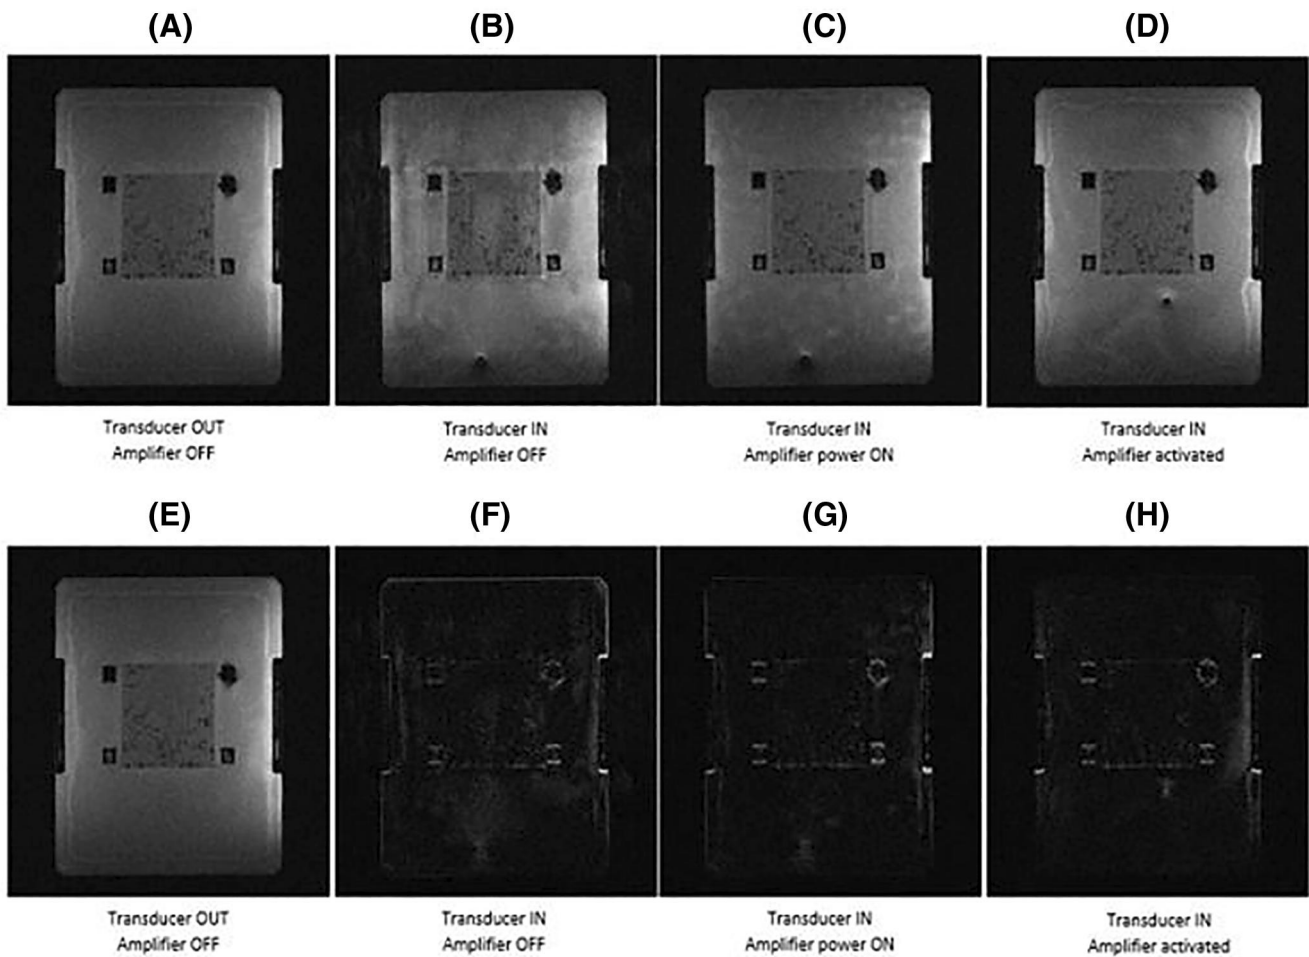 (A) (B) (C) (D)
Transducer OUT Transducer IN Transducer IN Transducer IN
Amplifier OFF Amplifier OFF Amplifier power ON Amplifier activated
(E) (F) (G) (H)
Transducer OUT Transducer IN Transducer IN Transducer IN
Amplifier OFF Amplifier OFF Amplifier power ON Amplifier activated